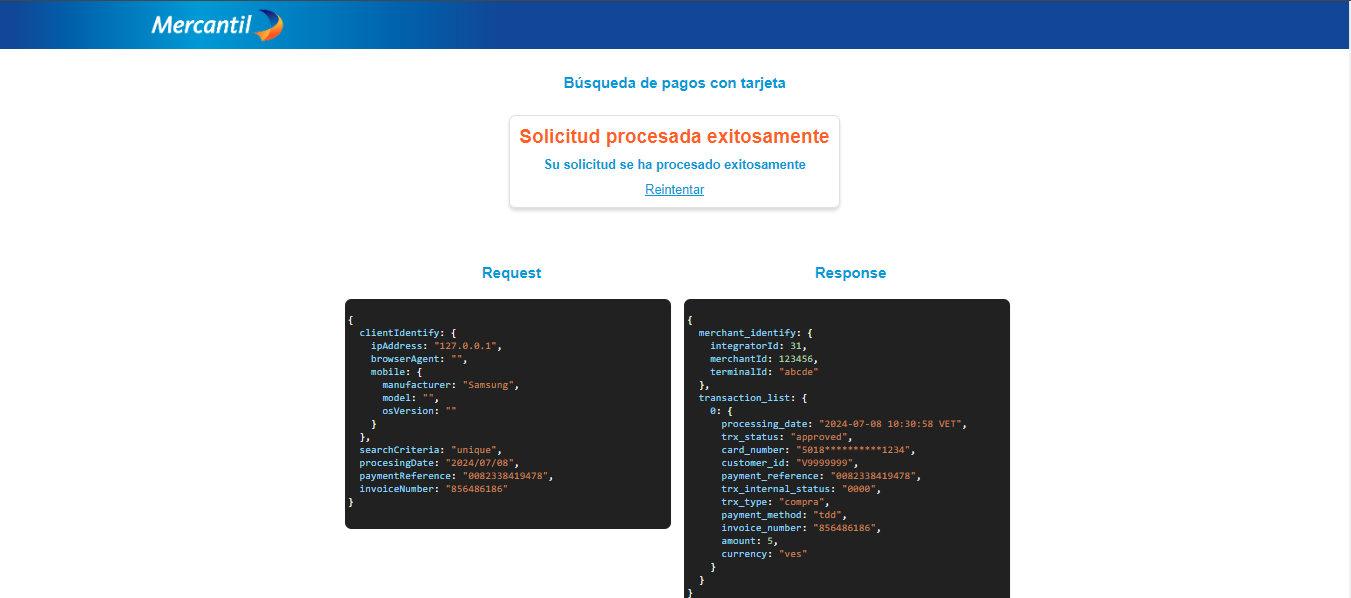 Mercantil
Búsqueda de pagos con tarjeta
Solicitud procesada exitosamente
Su solicitud se ha procesado exitosamente
Reintentar
Request
{
clientIdentify: {
ipAddress: "127.0.0.1",
browserAgent: "",
mobile: {
manufacturer: "Samsung",
model: "",
osVersion: ""
}
},
searchCriteria: "unique",
procesingDate: "2024/07/08",
paymentReference: "0082338419478",
invoiceNumber: "856486186"
}
Response
{
merchant_identify: {
integratorId: 31,
merchantId: 123456,
terminalId: "abcde"
},
transaction_list: {
0: {
processing_date: "2024-07-08 10:30:58 VET",
trx_status: "approved",
card_number: "5018**********1234",
customer_id: "V9999999",
payment_reference: "0082338419478",
trx_internal_status: "0000",
trx_type: "compra",
payment_method: "tdd",
invoice_number: "856486186",
amount: 5,
currency: "ves"
}
}
}